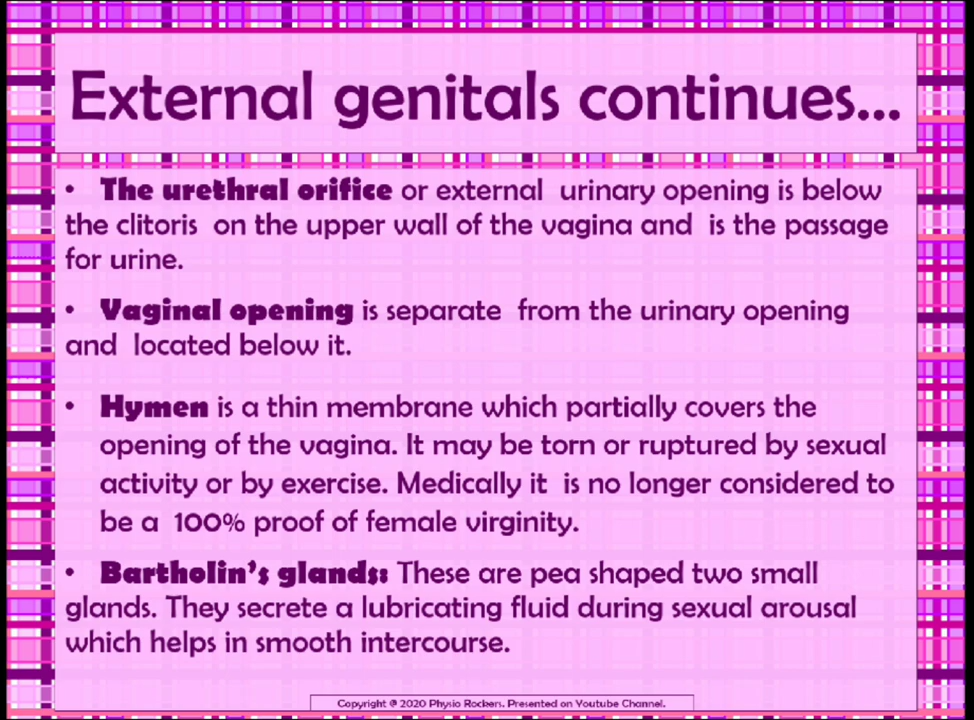 External genitals continues...
• The urethral orifice or external urinary opening is below
the clitoris on the upper wall of the vagina and is the passage
for urine.
• Vaginal opening is separate from the urinary opening
and located below it.
• Hymen is a thin membrane which partially covers the
opening of the vagina. It may be torn or ruptured by sexual
activity or by exercise. Medically it is no longer considered to
be a 100% proof of female virginity.
• Bartholin's glands: These are pea shaped two small
glands. They secrete a lubricating fluid during sexual arousal
which helps in smooth intercourse.
Copyright @ 2020 Physio Rockers. Presented on Youtube Channel.